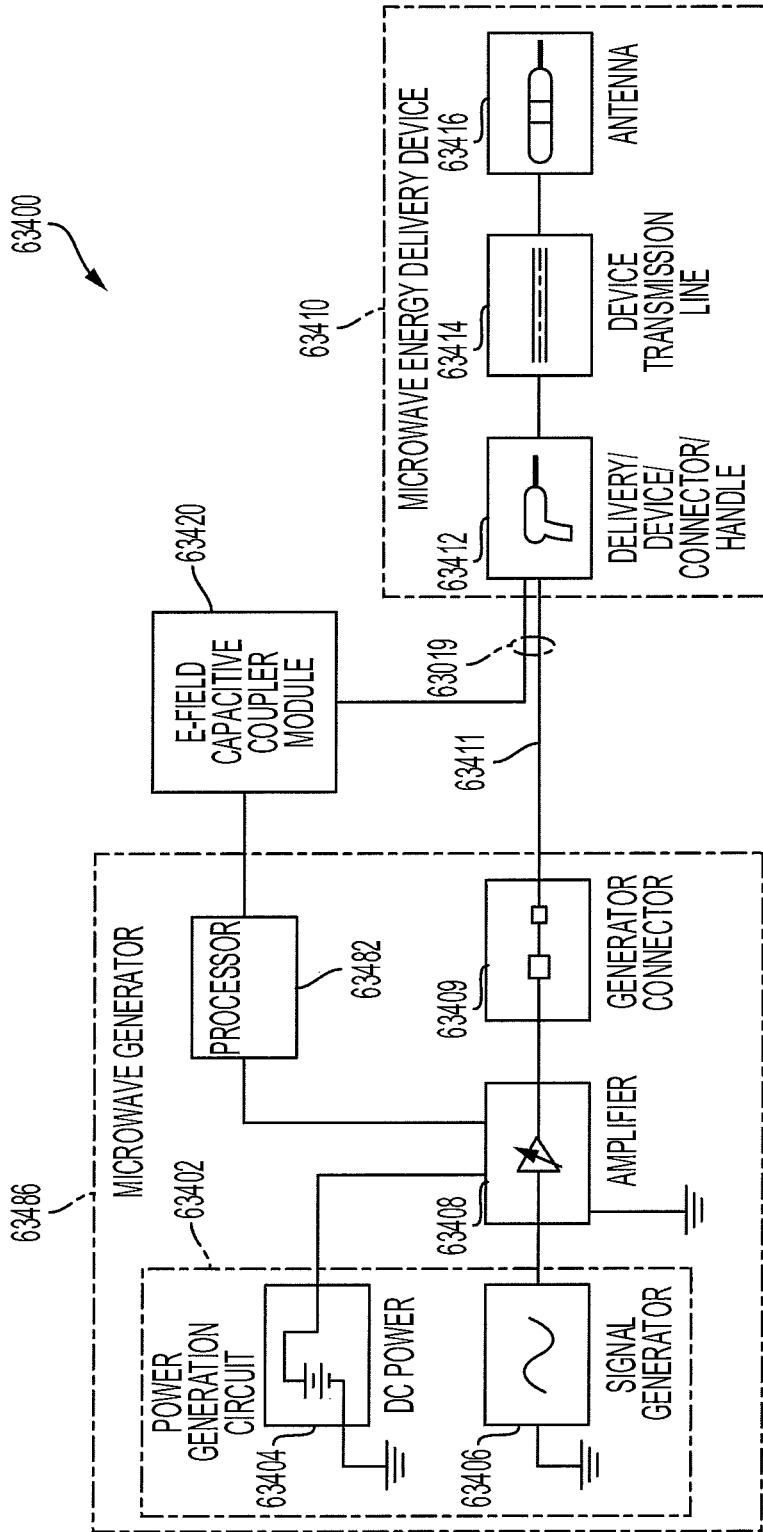 63400
63486
MICROWAVE GENERATOR
63402
POWER
GENERATION
CIRCUIT
63404
DC POWER
63406
SIGNAL
GENERATOR
PROCESSOR
63482
63408
AMPLIFIER
63409
GENERATOR
CONNECTOR
63420
E-FIELD
CAPACITIVE
COUPLER
MODULE
63411
63019
63410
MICROWAVE ENERGY DELIVERY DEVICE
63412
DELIVERY/
DEVICE/
CONNECTOR/
HANDLE
63414
DEVICE
TRANSMISSION
LINE
63416
ANTENNA